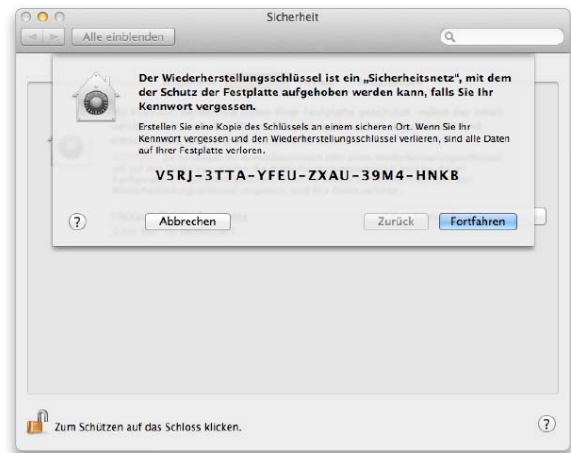 Sicherheit
Alle einblenden
Der Wiederherstellungsschlüssel ist ein „Sicherheitsnetz“, mit dem
der Schutz der Festplatte aufgehoben werden kann, falls Sie Ihr
Kennwort vergessen.
Erstellen Sie eine Kopie des Schlüssels an einem sicheren Ort. Wenn Sie Ihr
Kennwort vergessen und den Wiederherstellungsschlüssel verlieren, sind alle Daten
auf Ihrer Festplatte verloren.
V5RJ-3TTA-YFEU-ZXAU-39M4-HNKB
? Abbrechen Zurück Fortfahren
Zum Schützen auf das Schloss klicken. ?